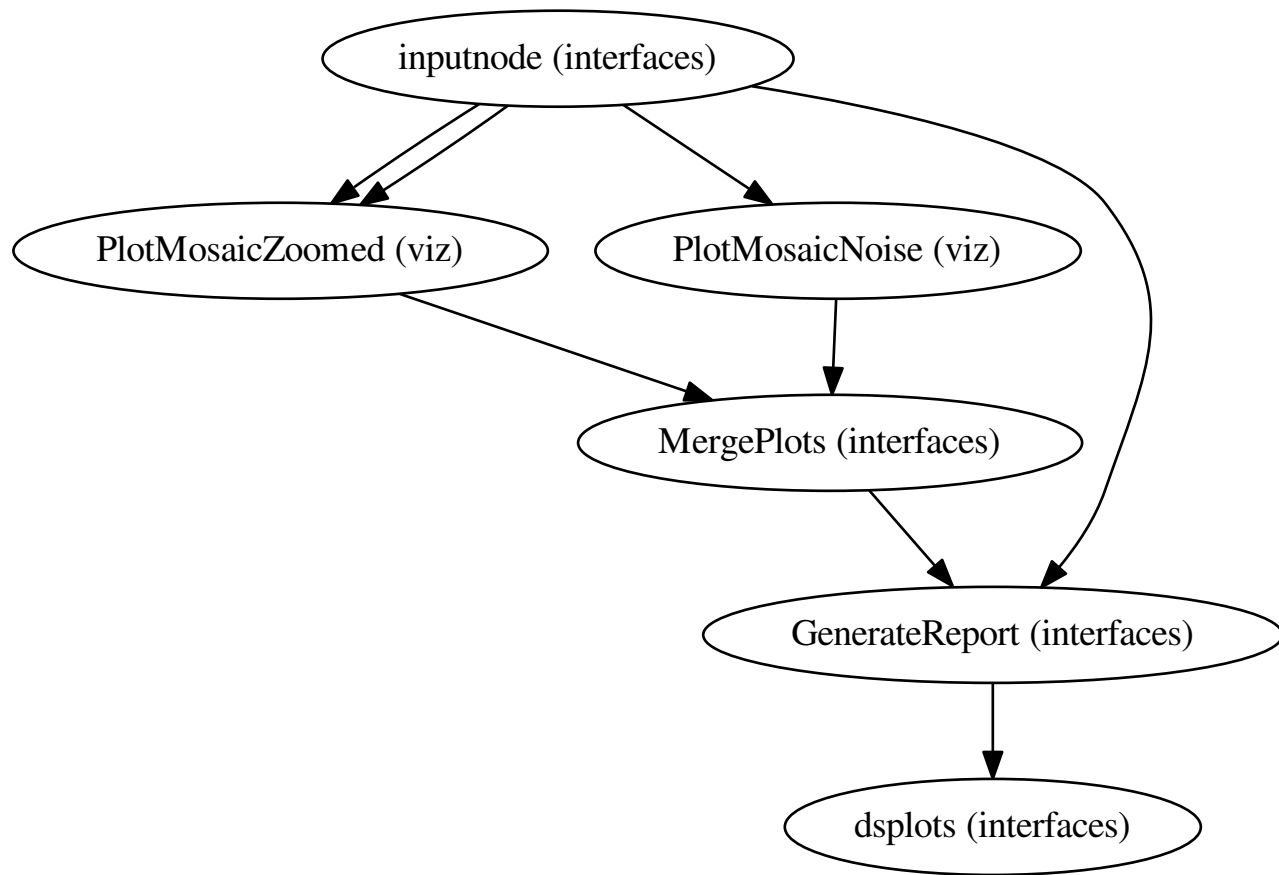 inputnode (interfaces)
PlotMosaicZoomed (viz)
PlotMosaicNoise (viz)
MergePlots (interfaces)
GenerateReport (interfaces)
dsplots (interfaces)